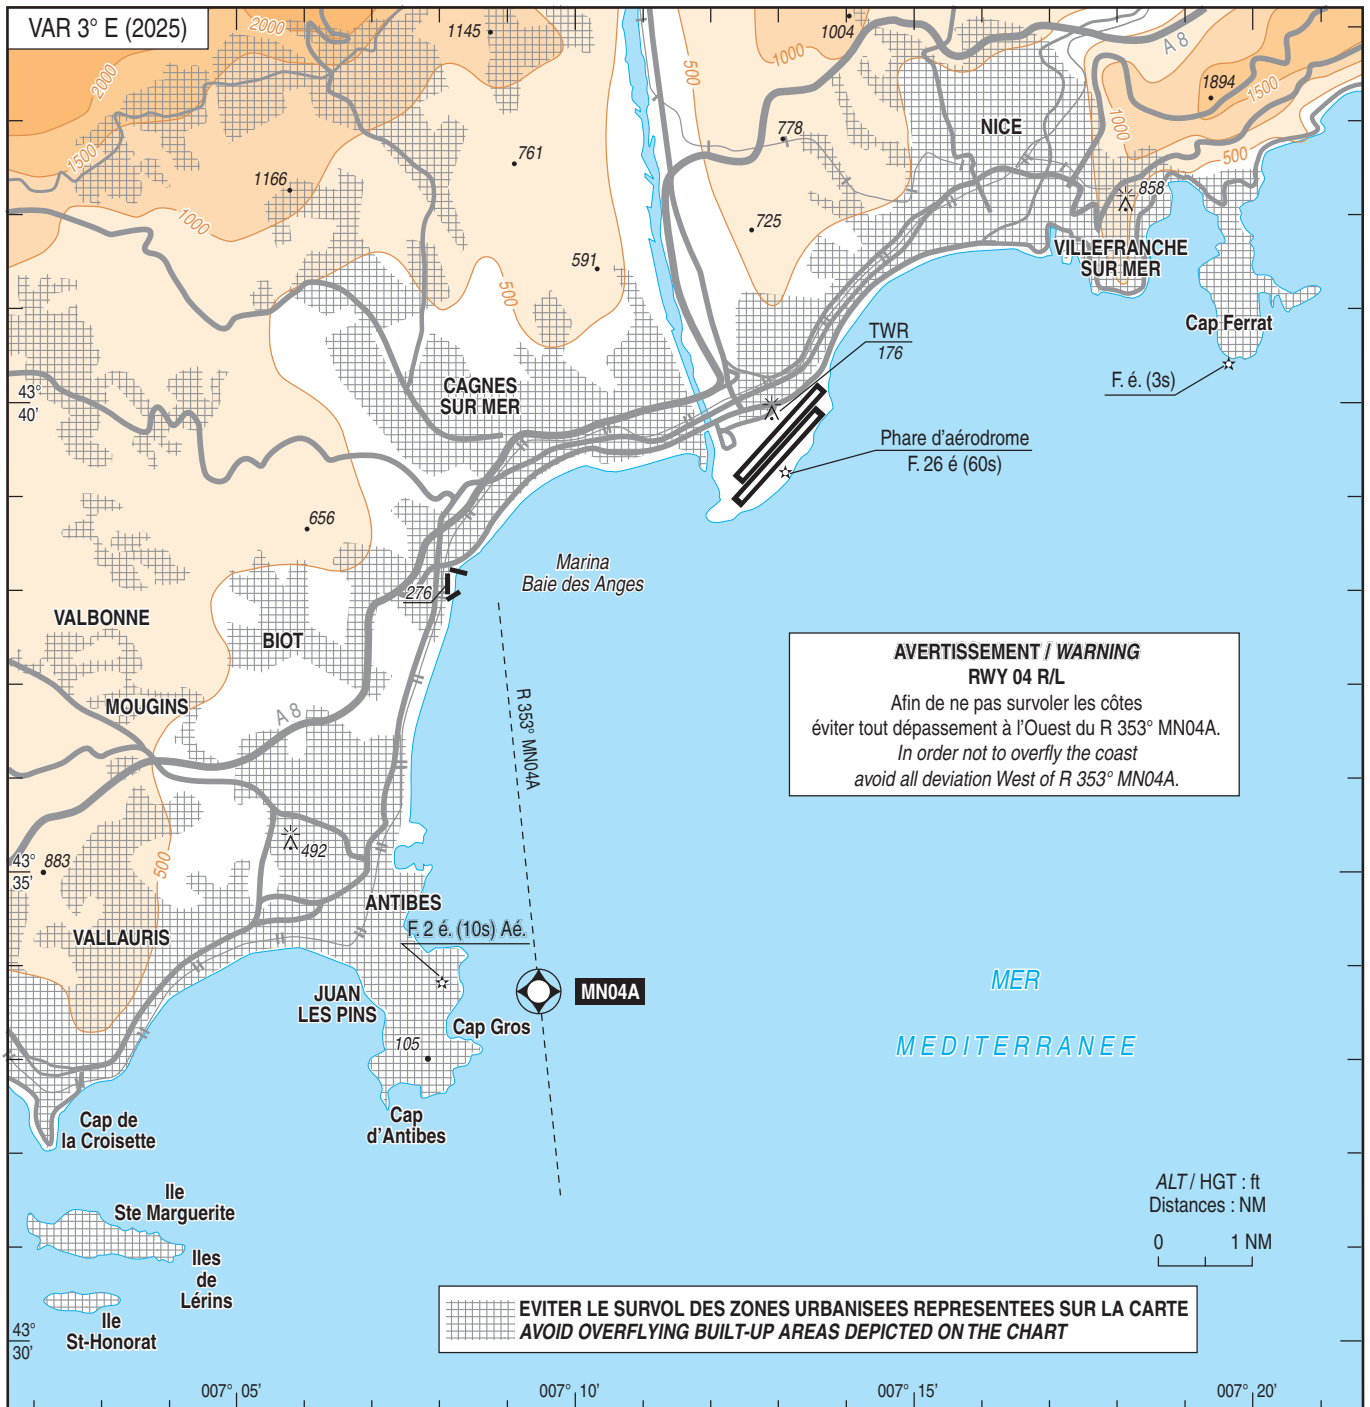 VAR 3° E (2025)
2000
1145
1004
A 8
2000
500
1000
1894
1500
NICE
1000
778
1500
761
500
1166
858
1000
725
VILLEFRANCHE
SUR MER
591
500
Cap Ferrat
TWR
176
F. é. (3s)
43°
40'
CAGNES
SUR MER
Phare d'aérodrome
F. 26 é (60s)
656
Marina
Baie des Anges
276
VALBONNE
BIOT
AVERTISSEMENT / WARNING
RWY 04 R/L
Afin de ne pas survoler les côtes
éviter tout dépassement à l'Ouest du R 353° MN04A.
In order not to overfly the coast
avoid all deviation West of R 353° MN04A.
R 353° MN04A
MOUGINS
A 8
492
43°
35'
883
500
ANTIBES
F. 2 é. (10s) Aé.
VALLAURIS
MN04A
JUAN
LES PINS
Cap Gros
MER
MEDITERRANEE
105
Cap de
la Croisette
Cap
d'Antibes
Ile
Ste Marguerite
ALT / HGT : ft
Distances : NM
0 1 NM
Iles
de
Lérins
Ile
St-Honorat
EVITER LE SURVOL DES ZONES URBANISEES REPRESENTEES SUR LA CARTE
AVOID OVERFLYING BUILT-UP AREAS DEPICTED ON THE CHART
43°
30'
007° 05' 007° 10' 007° 15' 007° 20'